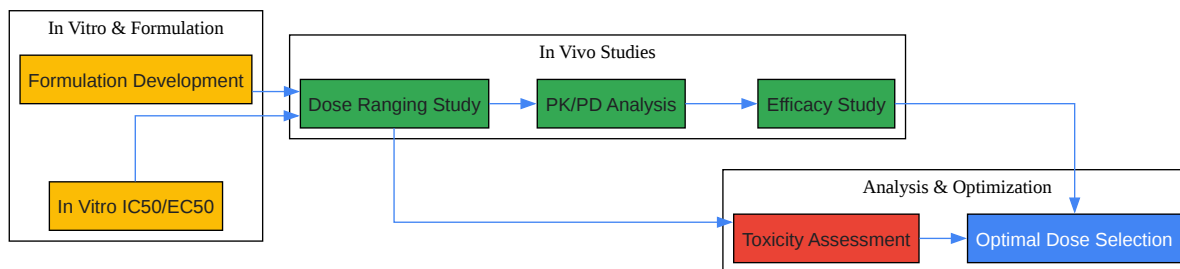 In Vitro & Formulation
Formulation Development
In Vitro IC50/EC50
In Vivo Studies
Dose Ranging Study
PK/PD Analysis
Efficacy Study
Analysis & Optimization
Toxicity Assessment
Optimal Dose Selection